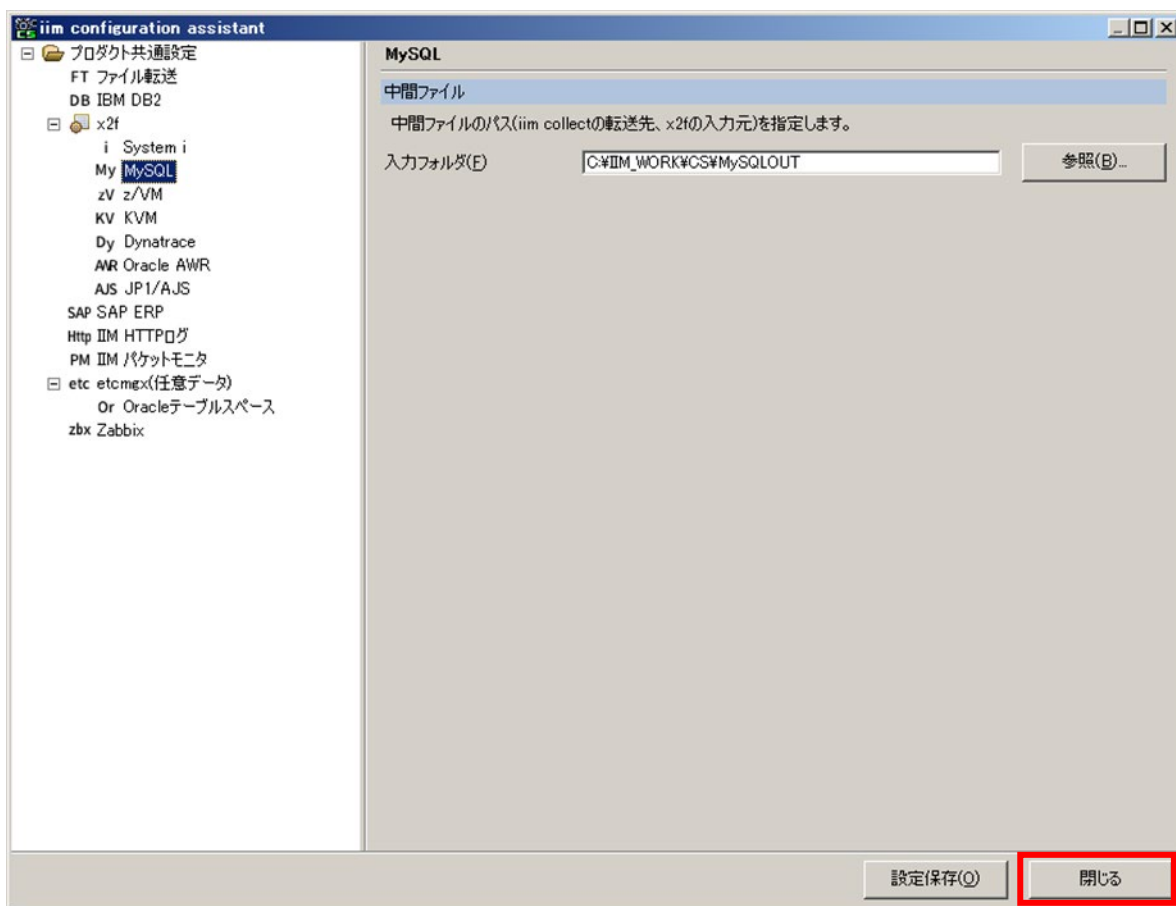 iim configuration assistant
プロダクト共通設定
FT ファイル転送
DB IBM DB2
x2f
i System i
My MySQL
zV z/VM
KV KVM
Dy Dynatrace
AWR Oracle AWR
AJS JP1/AJS
SAP SAP ERP
Http IIM HTTPログ
PM IIM パケットモニタ
etc etcmgx(任意データ)
Or Oracleテーブルスペース
zbx Zabbix
MySQL
中間ファイル
中間ファイルのパス(iim collectの転送先、x2fの入力元)を指定します。
入力フォルダ(F) C:¥IIM_WORK¥CS¥MySQLOUT 参照(B)...
設定保存(O) 閉じる